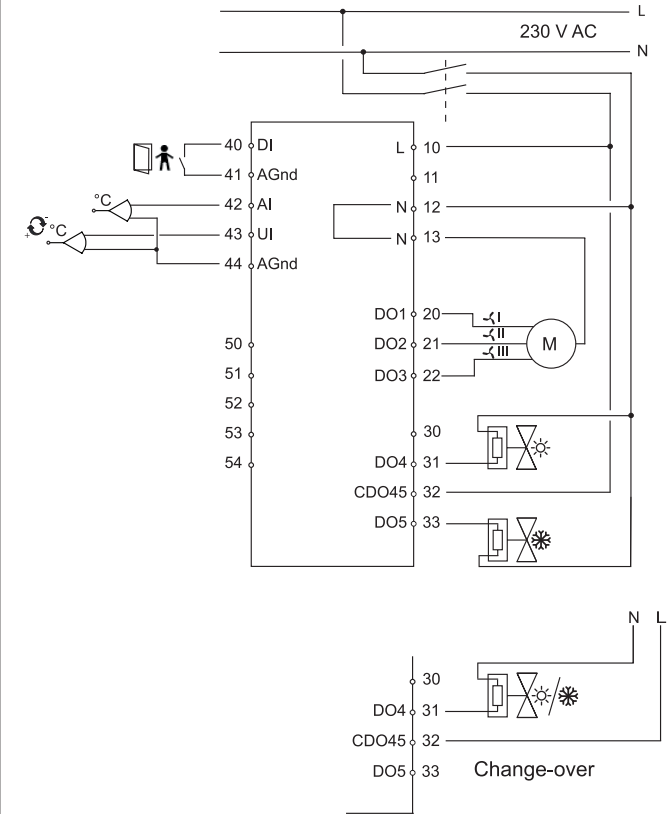 L
230 V AC
N
40 DI L 10
41 AGnd 11
°C 42 AI N 12
- + °C 43 UI N 13
44 AGnd
DO1 20 I
50 DO2 21 II M
51 DO3 22 III
52
53 30
54 DO4 31
CDO45 32
DO5 33
N L
30
DO4 31
CDO45 32
DO5 33 Change-over